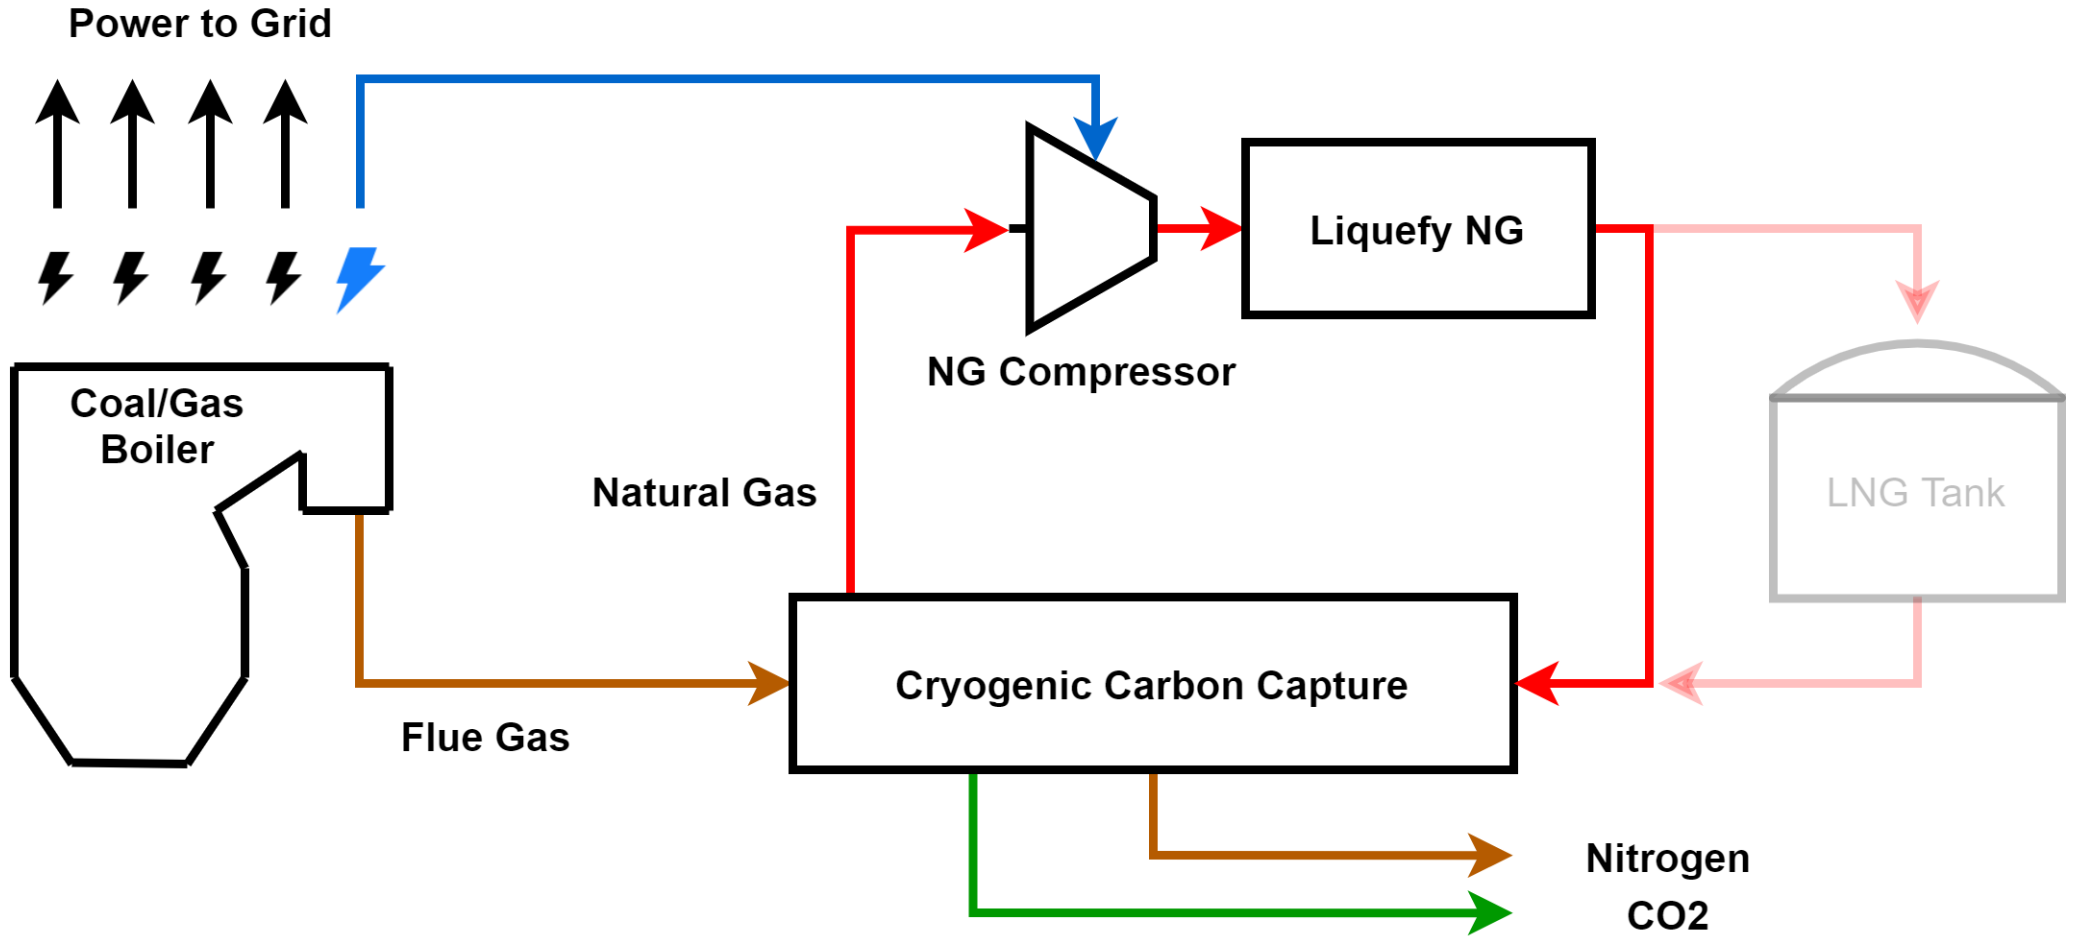 Power to Grid
Liquefy NG
NG Compressor
Coal/Gas
Boiler
Natural Gas
LNG Tank
Cryogenic Carbon Capture
Flue Gas
Nitrogen
CO2